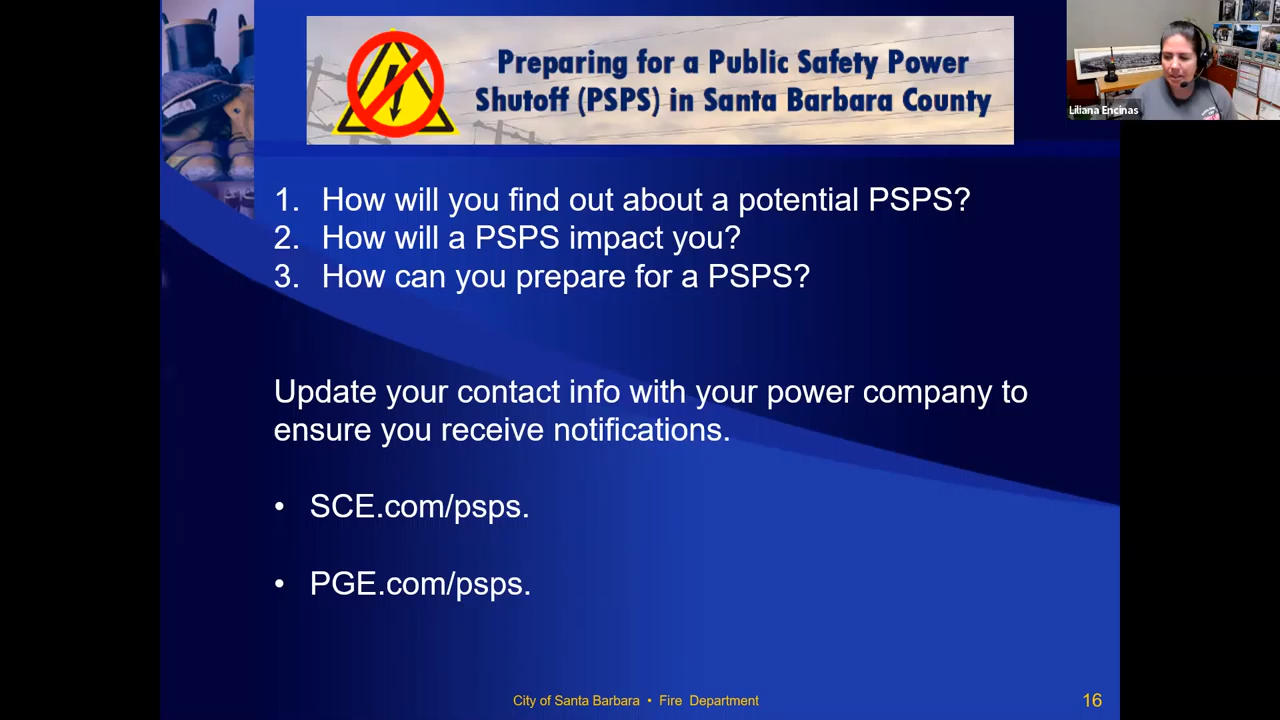 Preparing for a Public Safety Power
Shutoff (PSPS) in Santa Barbara County
Liliana Encinas
1. How will you find out about a potential PSPS?
2. How will a PSPS impact you?
3. How can you prepare for a PSPS?
Update your contact info with your power company to
ensure you receive notifications.
• SCE.com/psps.
• PGE.com/psps.
City of Santa Barbara • Fire Department
16